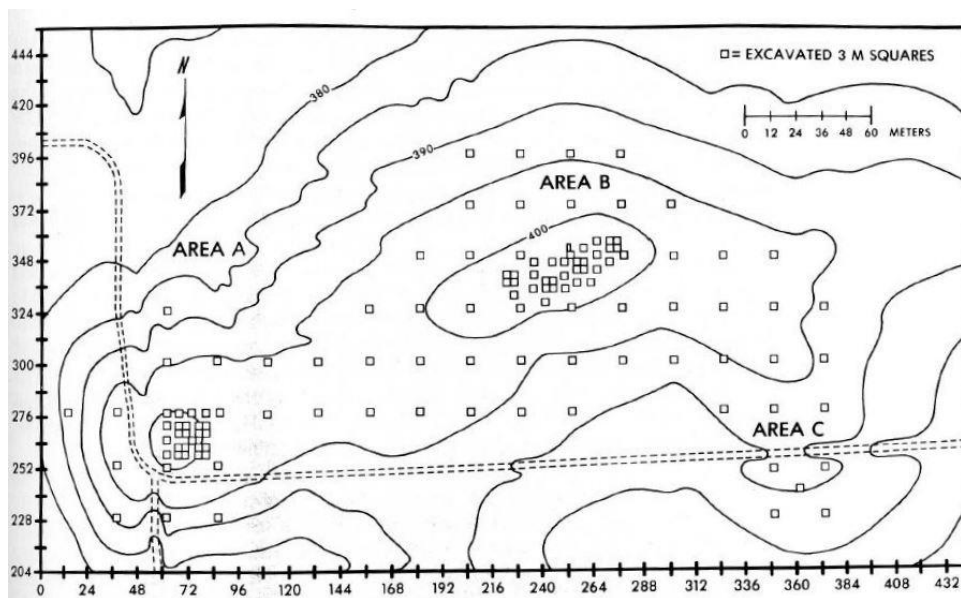 444
420
396
372
348
324
300
276
252
228
204
N
380
390
400
AREA A
AREA B
AREA C
□= EXCAVATED 3 M SQUARES
0 12 24 36 48 60 METERS
0 24 48 72 96 120 144 168 192 216 240 264 288 312 336 360 384 408 432